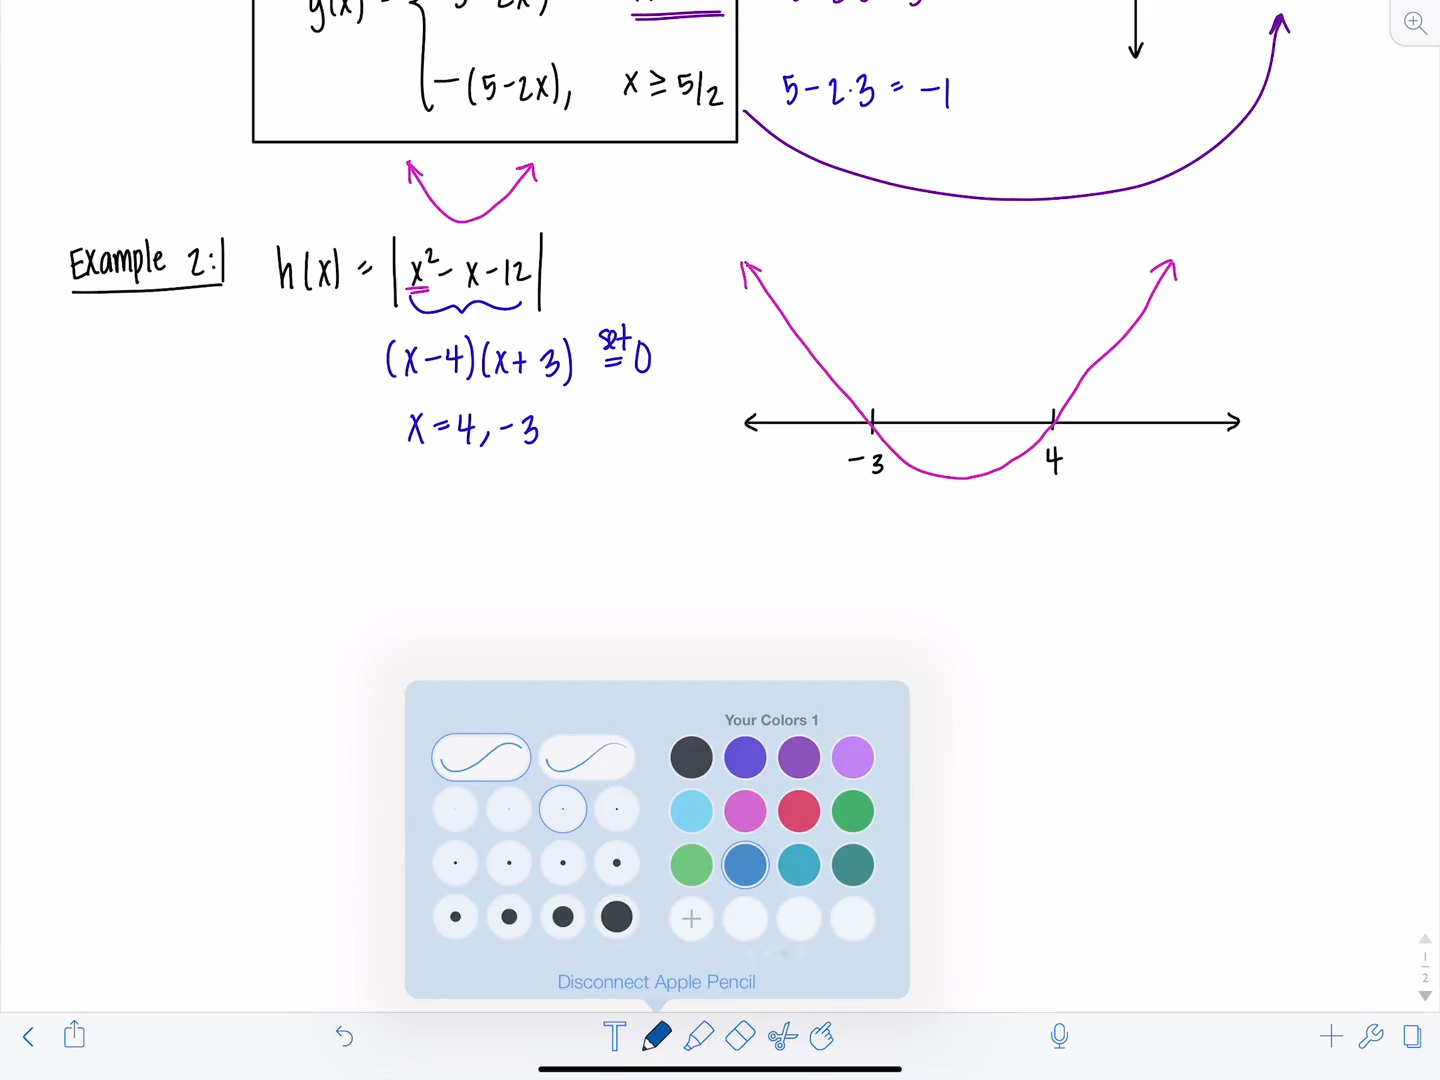 -(5-2x), x ≥ 5/2
5-2·3 = -1
Example 2: h(x) = |x² - x - 12|
(x-4)(x+3) set = 0
x = 4, -3
-3 4
Your Colors 1
Disconnect Apple Pencil
T
1
2